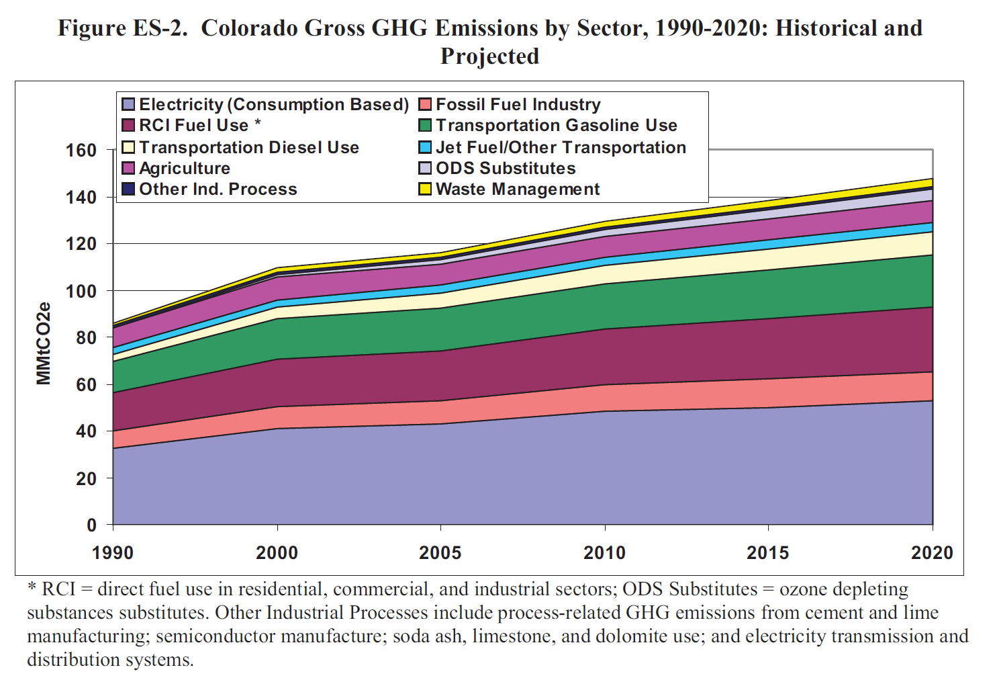 Figure ES-2.  Colorado Gross GHG Emissions by Sector, 1990-2020: Historical and
Projected
Electricity (Consumption Based)
Fossil Fuel Industry
RCI Fuel Use *
Transportation Gasoline Use
Transportation Diesel Use
Jet Fuel/Other Transportation
Agriculture
ODS Substitutes
Other Ind. Process
Waste Management
160
140
120
100
80
60
40
20
0
MMtCO2e
1990
2000
2005
2010
2015
2020
* RCI = direct fuel use in residential, commercial, and industrial sectors; ODS Substitutes = ozone depleting
substances substitutes. Other Industrial Processes include process-related GHG emissions from cement and lime
manufacturing; semiconductor manufacture; soda ash, limestone, and dolomite use; and electricity transmission and
distribution systems.